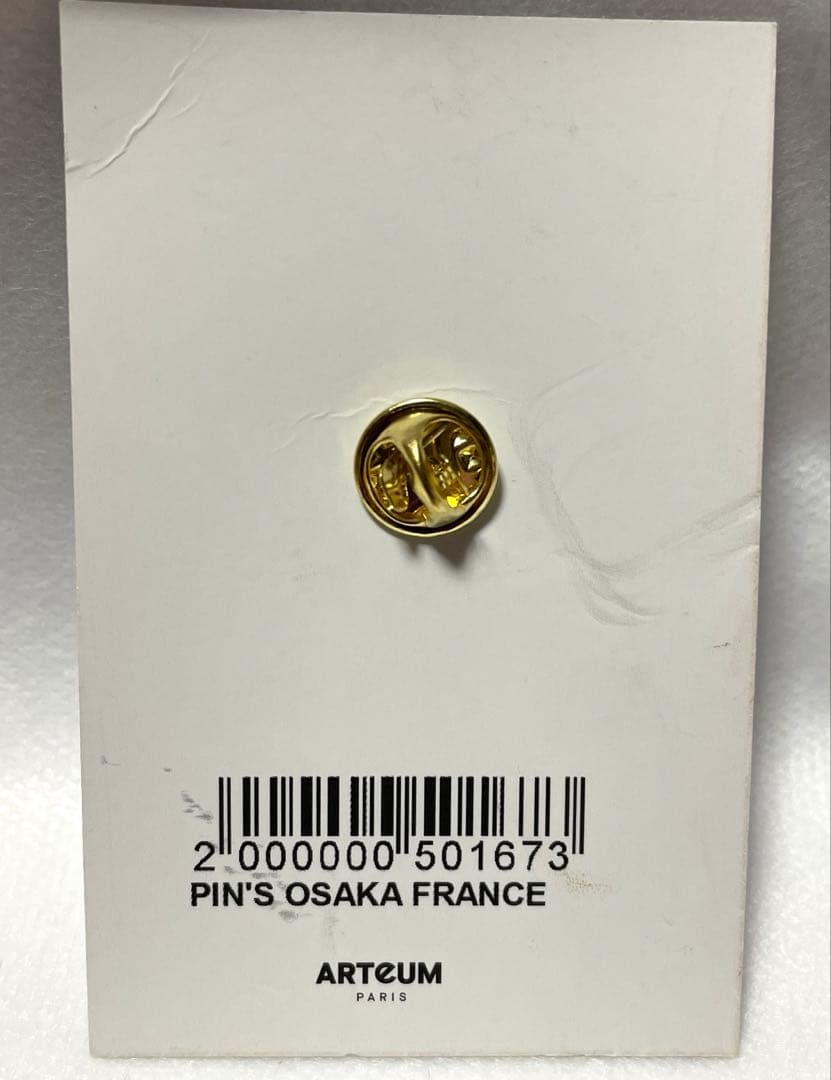 2 000000 501673
PIN'S OSAKA FRANCE
ARTEUM
PARIS